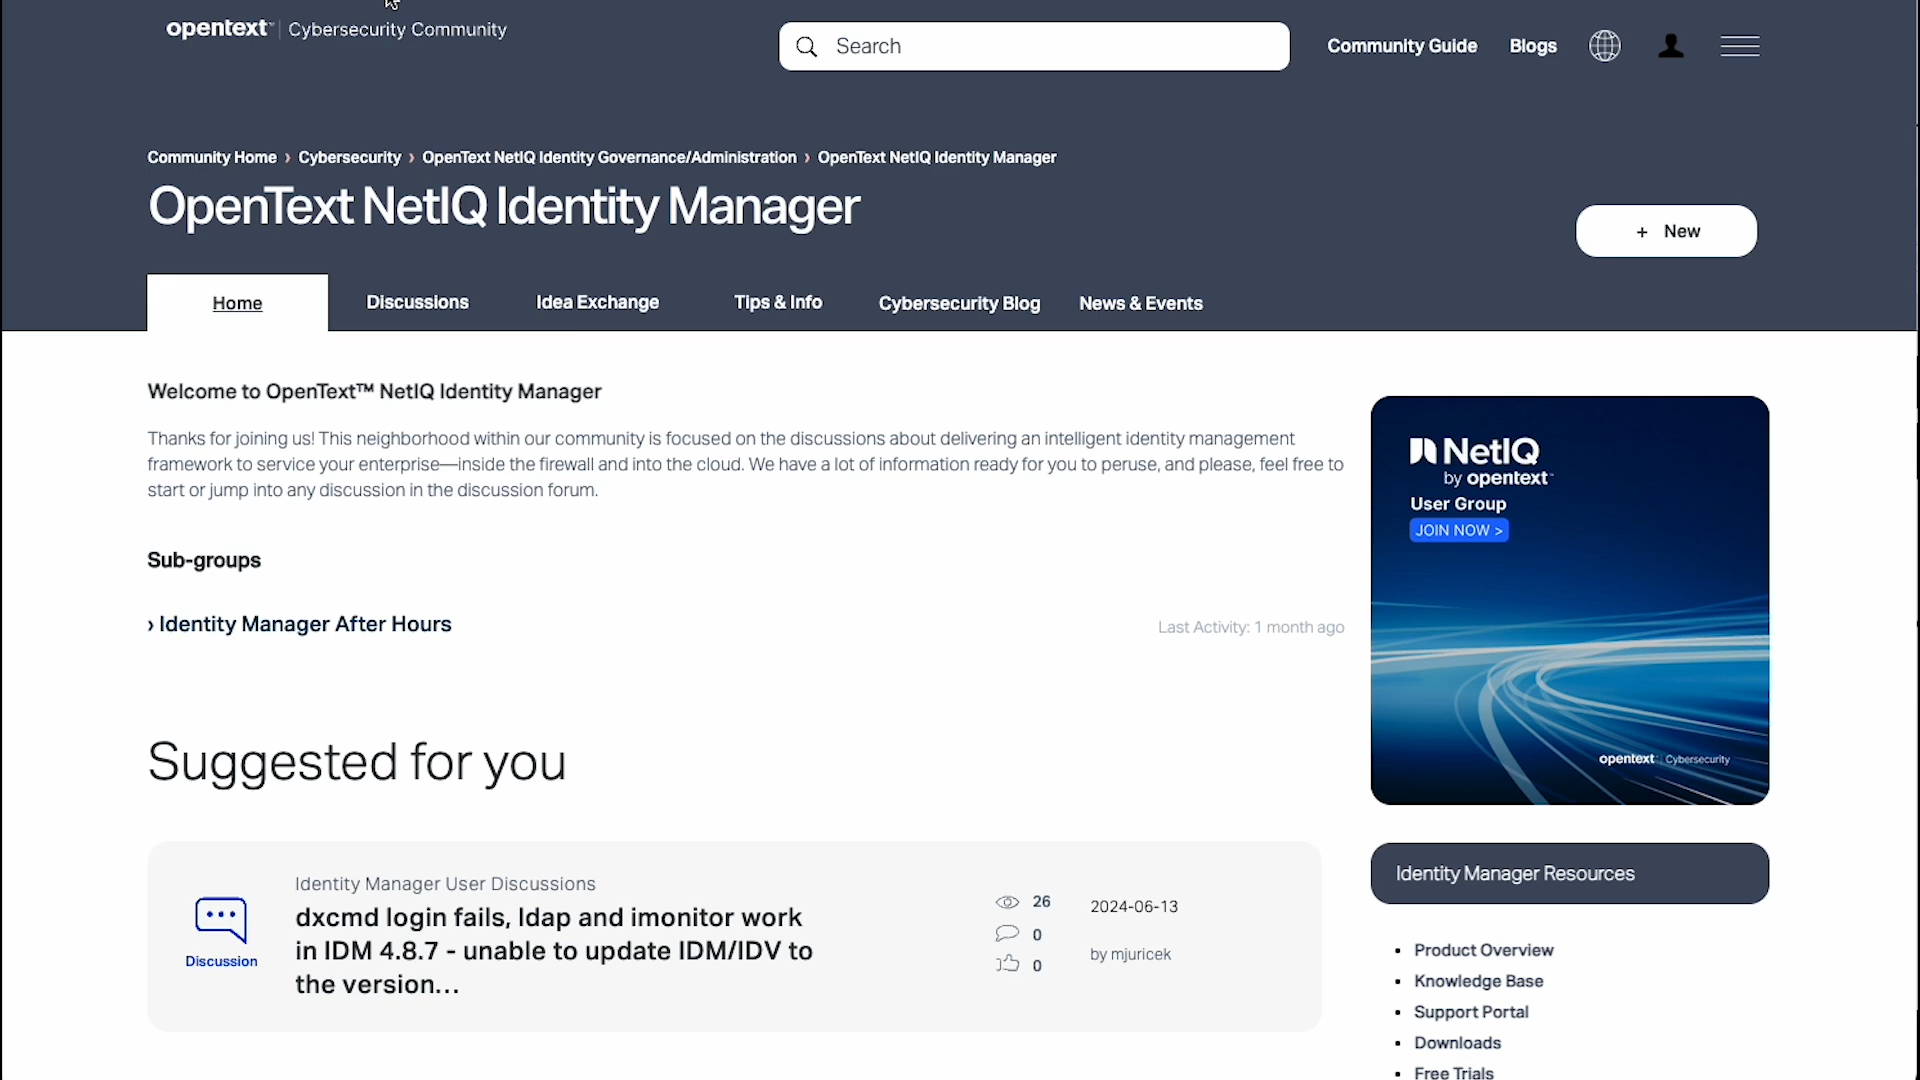 opentext™ | Cybersecurity Community
Search
Community Guide
Blogs
Community Home › Cybersecurity › OpenText NetIQ Identity Governance/Administration › OpenText NetIQ Identity Manager
OpenText NetIQ Identity Manager
+ New
Home
Discussions
Idea Exchange
Tips & Info
Cybersecurity Blog
News & Events
Welcome to OpenText™ NetIQ Identity Manager
Thanks for joining us! This neighborhood within our community is focused on the discussions about delivering an intelligent identity management
framework to service your enterprise—inside the firewall and into the cloud. We have a lot of information ready for you to peruse, and please, feel free to
start or jump into any discussion in the discussion forum.
Sub-groups
› Identity Manager After Hours
Last Activity: 1 month ago
Suggested for you
Discussion
Identity Manager User Discussions
dxcmd login fails, ldap and imonitor work
in IDM 4.8.7 - unable to update IDM/IDV to
the version…
26
0
0
2024-06-13
by mjuricek
NetIQ
by opentext™
User Group
JOIN NOW >
opentext™ | Cybersecurity
Identity Manager Resources
• Product Overview
• Knowledge Base
• Support Portal
• Downloads
• Free Trials